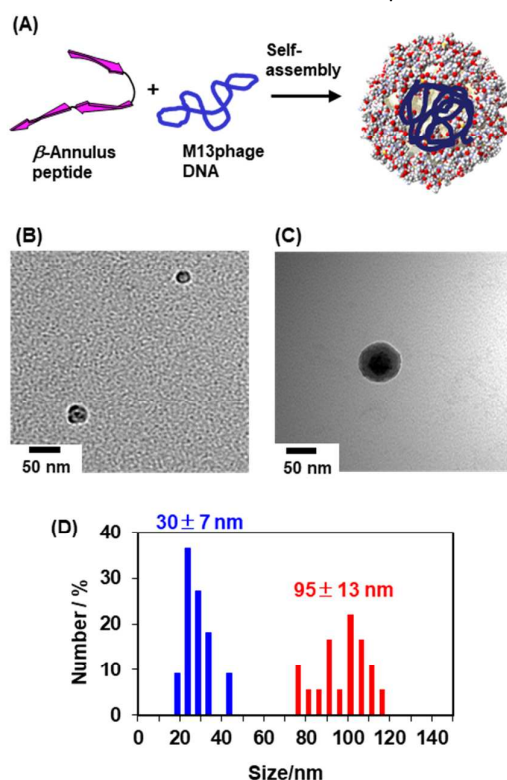 (A)
Self-
assembly
+
β-Annulus
peptide
M13phage
DNA
(B)
(C)
50 nm
50 nm
(D)
30 ± 7 nm
95 ± 13 nm
Number / %
40
30
20
10
0
0 20 40 60 80 100 120 140
Size/nm